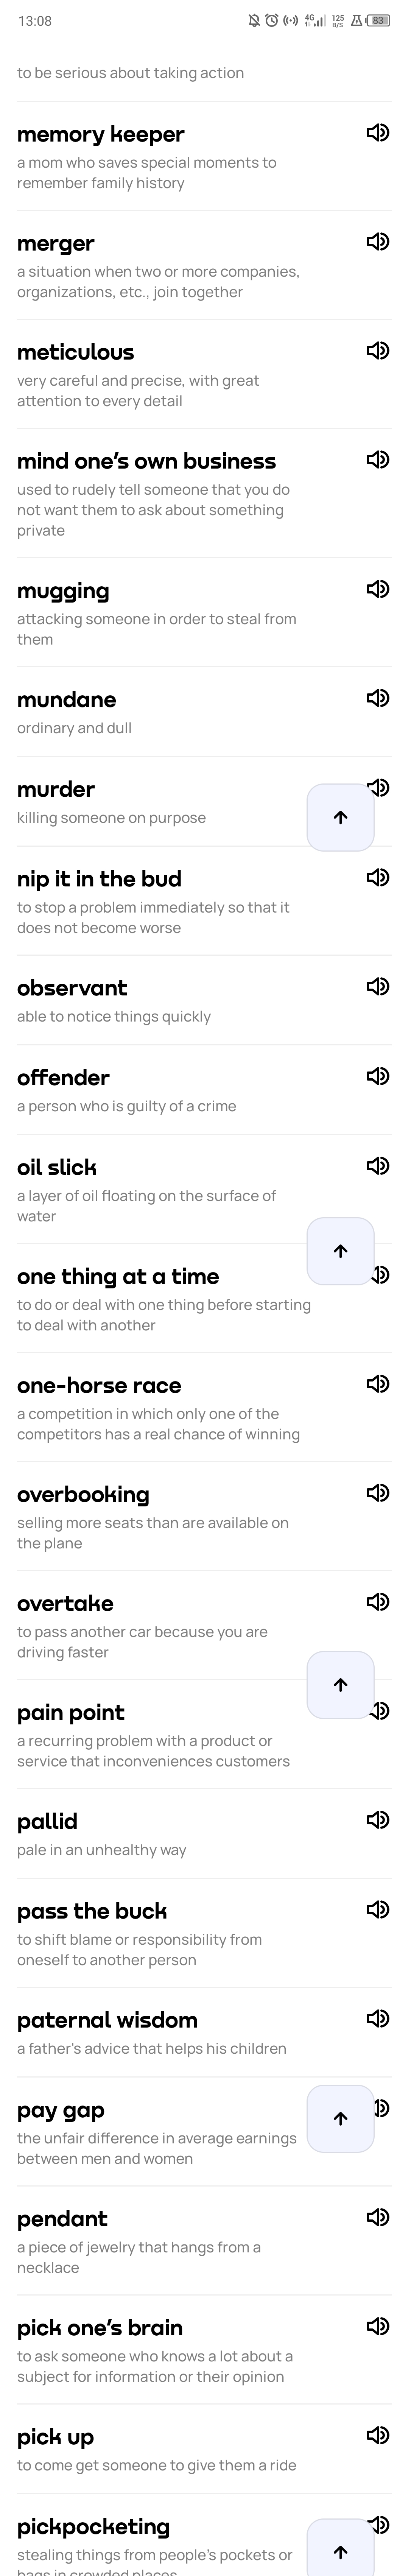 13:08
4G
125
B/S
83
to be serious about taking action
memory keeper
a mom who saves special moments to
remember family history
merger
a situation when two or more companies,
organizations, etc., join together
meticulous
very careful and precise, with great
attention to every detail
mind one's own business
used to rudely tell someone that you do
not want them to ask about something
private
mugging
attacking someone in order to steal from
them
mundane
ordinary and dull
murder
killing someone on purpose
nip it in the bud
to stop a problem immediately so that it
does not become worse
observant
able to notice things quickly
offender
a person who is guilty of a crime
oil slick
a layer of oil floating on the surface of
water
one thing at a time
to do or deal with one thing before starting
to deal with another
one-horse race
a competition in which only one of the
competitors has a real chance of winning
overbooking
selling more seats than are available on
the plane
overtake
to pass another car because you are
driving faster
pain point
a recurring problem with a product or
service that inconveniences customers
pallid
pale in an unhealthy way
pass the buck
to shift blame or responsibility from
oneself to another person
paternal wisdom
a father's advice that helps his children
pay gap
the unfair difference in average earnings
between men and women
pendant
a piece of jewelry that hangs from a
necklace
pick one's brain
to ask someone who knows a lot about a
subject for information or their opinion
pick up
to come get someone to give them a ride
pickpocketing
stealing things from people's pockets or
bags in crowded places